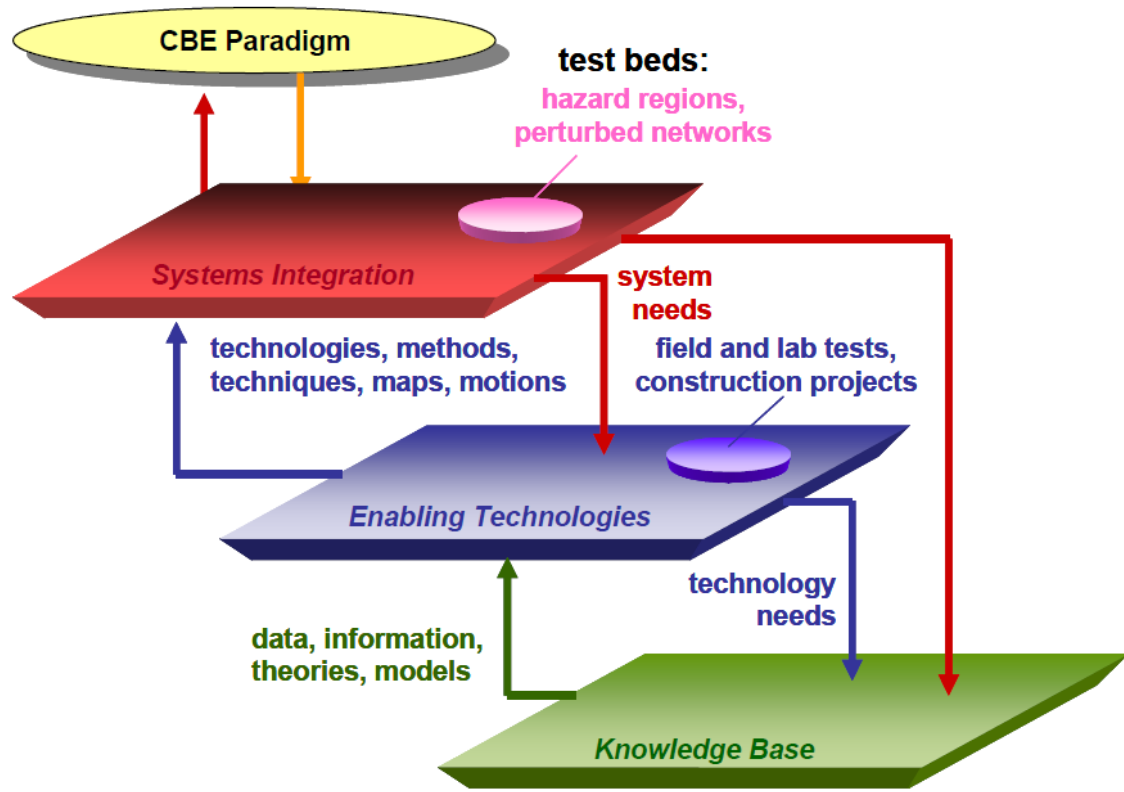 CBE Paradigm
test beds:
hazard regions,
perturbed networks
Systems Integration
system
needs
technologies, methods,
techniques, maps, motions
field and lab tests,
construction projects
Enabling Technologies
technology
needs
data, information,
theories, models
Knowledge Base